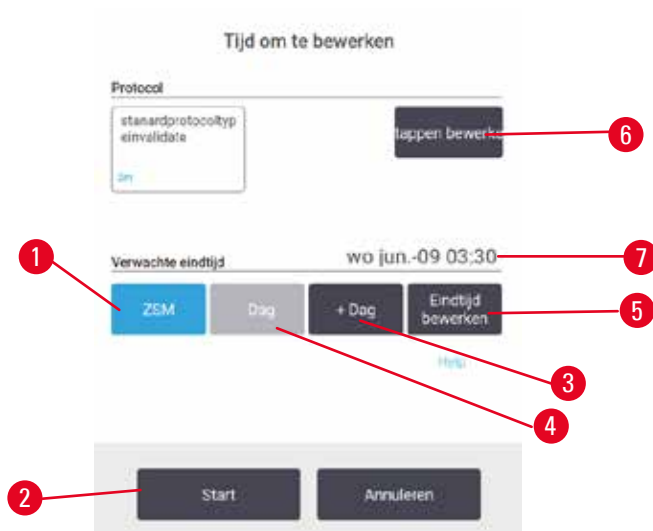 Tijd om te bewerken
Protocol
stanardprotocoltyp
einvalidate
tappen bewerk
6
1
Verwachte eindtijd
wo jun.-09 03:30
7
ZSM
Dag
+ Dag
Eindtijd
bewerken
5
Help
3
4
2
Start
Annuleren